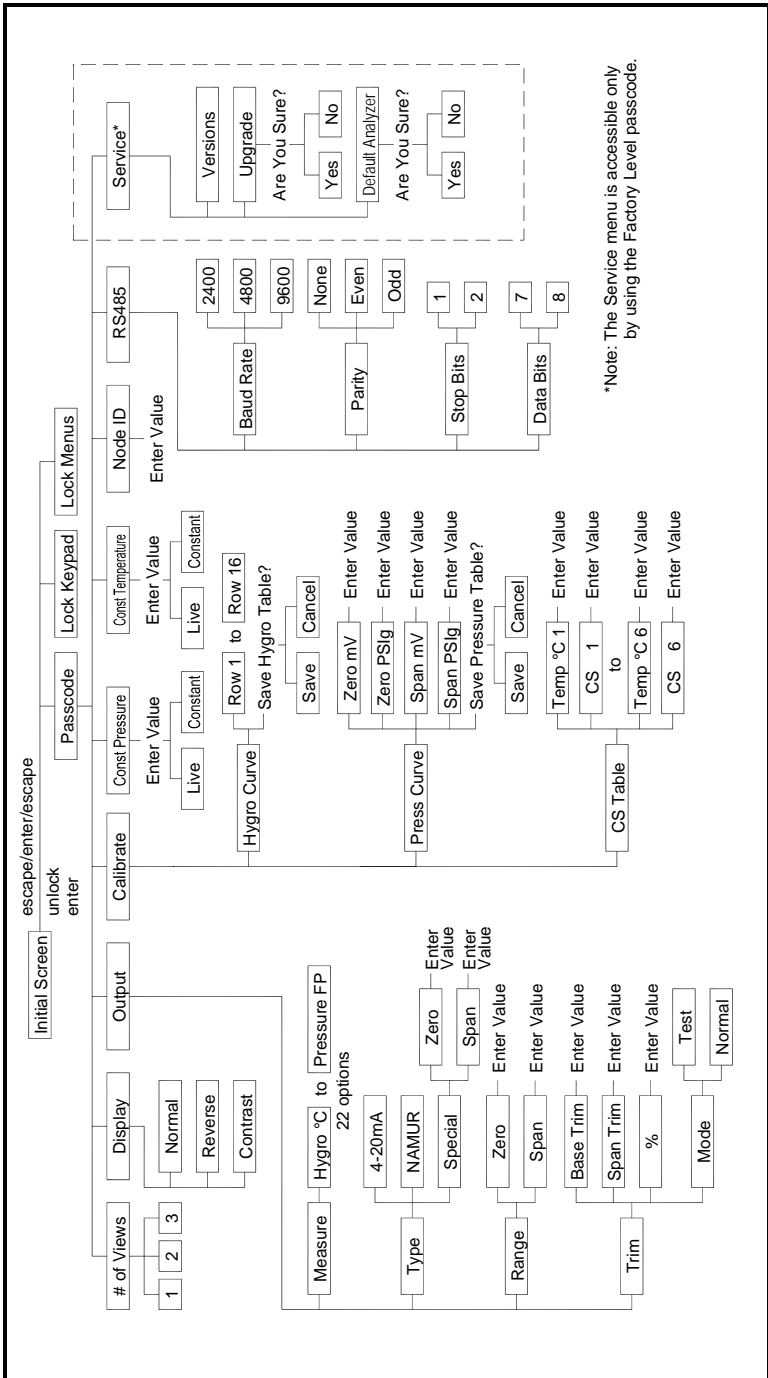 Initial Screen
escape/enter/escape
unlock
enter
Passcode
Lock Keypad
Lock Menus
# of Views
1
2
3
Display
Normal
Reverse
Contrast
Output
Measure
Hygro °C
to
Pressure FP
22 options
Type
4-20mA
NAMUR
Special
Zero
Enter
Value
Span
Enter
Value
Range
Zero
Enter Value
Span
Enter Value
Trim
Base Trim
Enter Value
Span Trim
Enter Value
%
Enter Value
Mode
Test
Normal
Calibrate
Hygro Curve
Row 1
to
Row 16
Save Hygro Table?
Save
Cancel
Press Curve
Zero mV
Enter Value
Zero PSIg
Enter Value
Span mV
Enter Value
Span PSIg
Enter Value
Save Pressure Table?
Save
Cancel
CS Table
Temp °C 1
Enter Value
CS 1
Enter Value
to
Temp °C 6
Enter Value
CS 6
Enter Value
Const Pressure
Enter Value
Live
Constant
Const Temperature
Enter Value
Live
Constant
Node ID
Enter Value
RS485
Baud Rate
2400
4800
9600
Parity
None
Even
Odd
Stop Bits
1
2
Data Bits
7
8
Service*
Versions
Upgrade
Are You Sure?
Yes
No
Default Analyzer
Are You Sure?
Yes
No
*Note: The Service menu is accessible only
by using the Factory Level passcode.